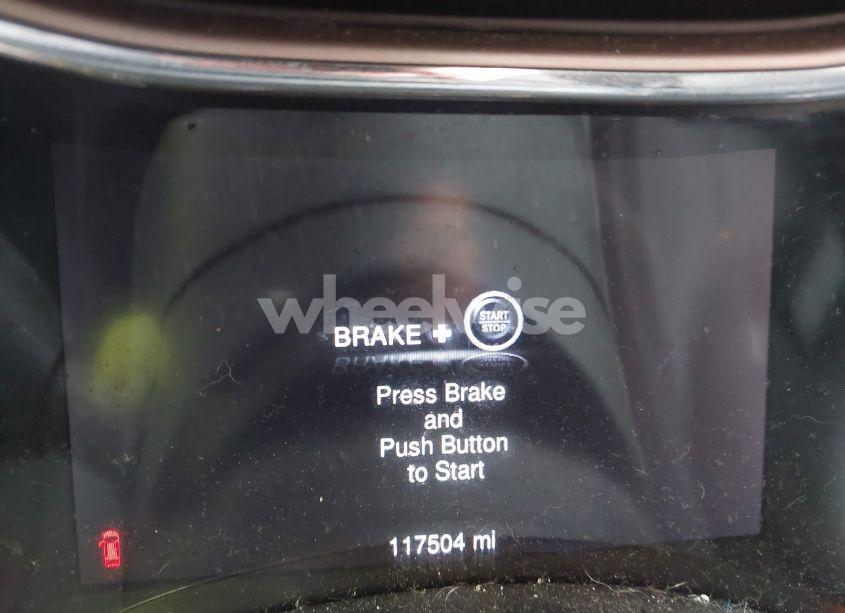 wheelwise
BRAKE + START
STOP
Press Brake
and
Push Button
to Start
117504 mi